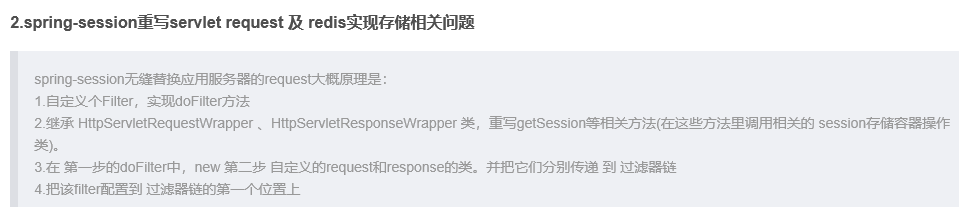 2.spring-session重写servlet request 及 redis实现存储相关问题
spring-session无缝替换应用服务器的request大概原理是：
1.自定义个Filter，实现doFilter方法
2.继承 HttpServletRequestWrapper 、HttpServletResponseWrapper 类，重写getSession等相关方法(在这些方法里调用相关的 session存储容器操作
类)。
3.在 第一步的doFilter中，new 第二步 自定义的request和response的类。并把它们分别传递 到 过滤器链
4.把该filter配置到 过滤器链的第一个位置上